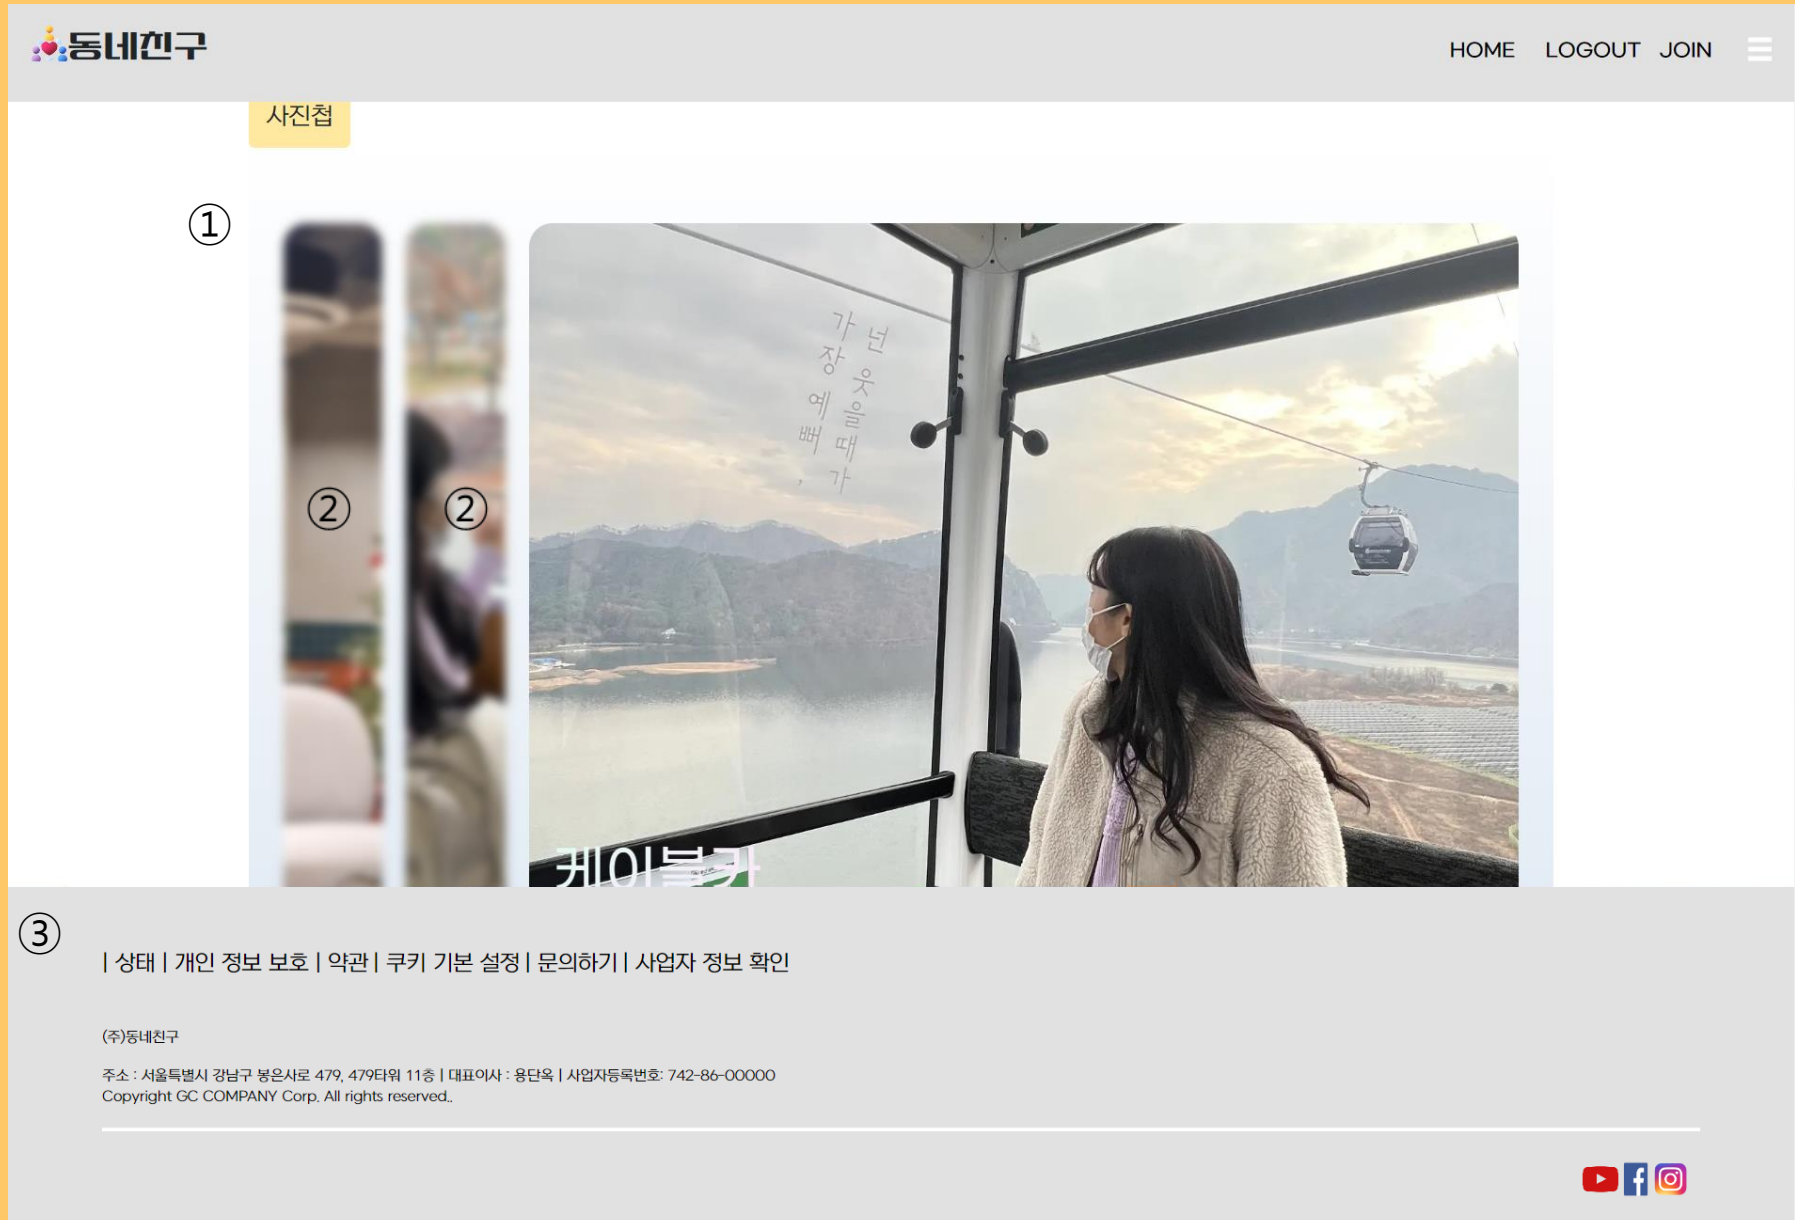 동네친구
HOME LOGOUT JOIN
사진첩
①
넌 웃을때가
가장 예뻐,
② ②
케이블카
③
| 상태 | 개인 정보 보호 | 약관 | 쿠키 기본 설정 | 문의하기 | 사업자 정보 확인
(주)동네친구
주소 : 서울특별시 강남구 봉은사로 479, 479타워 11층 | 대표이사 : 용단옥 | 사업자등록번호: 742-86-00000
Copyright GC COMPANY Corp. All rights reserved..